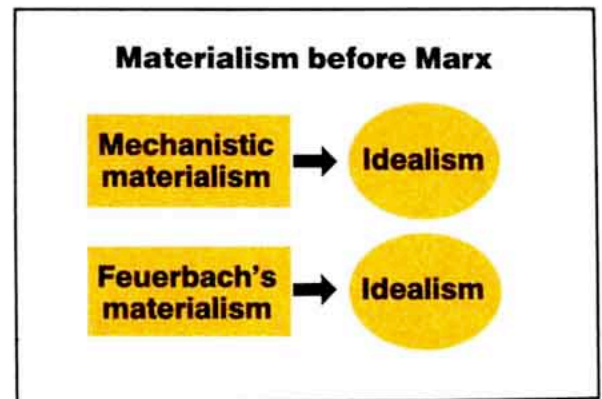 Materialism before Marx
Mechanistic
materialism
Idealism
Feuerbach's
materialism
Idealism